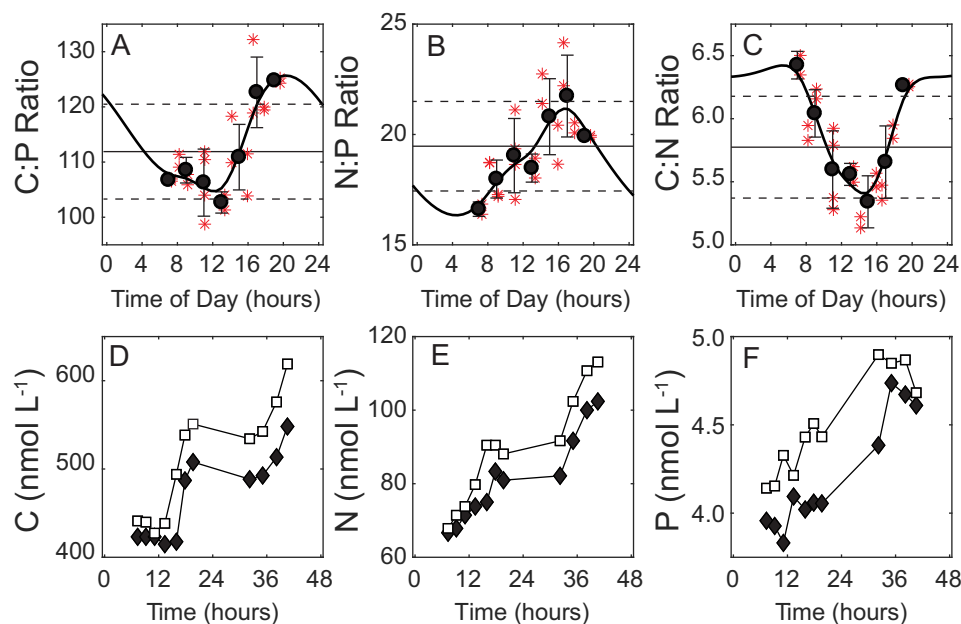 A
C:P Ratio
130
120
110
100
0 4 8 12 16 20 24
Time of Day (hours)
B
N:P Ratio
25
20
15
0 4 8 12 16 20 24
Time of Day (hours)
C
C:N Ratio
6.5
6.0
5.5
5.0
0 4 8 12 16 20 24
Time of Day (hours)
D
C (nmol L⁻¹)
600
500
400
0 12 24 36 48
Time (hours)
E
N (nmol L⁻¹)
120
100
80
60
0 12 24 36 48
Time (hours)
F
P (nmol L⁻¹)
5.0
4.5
4.0
0 12 24 36 48
Time (hours)